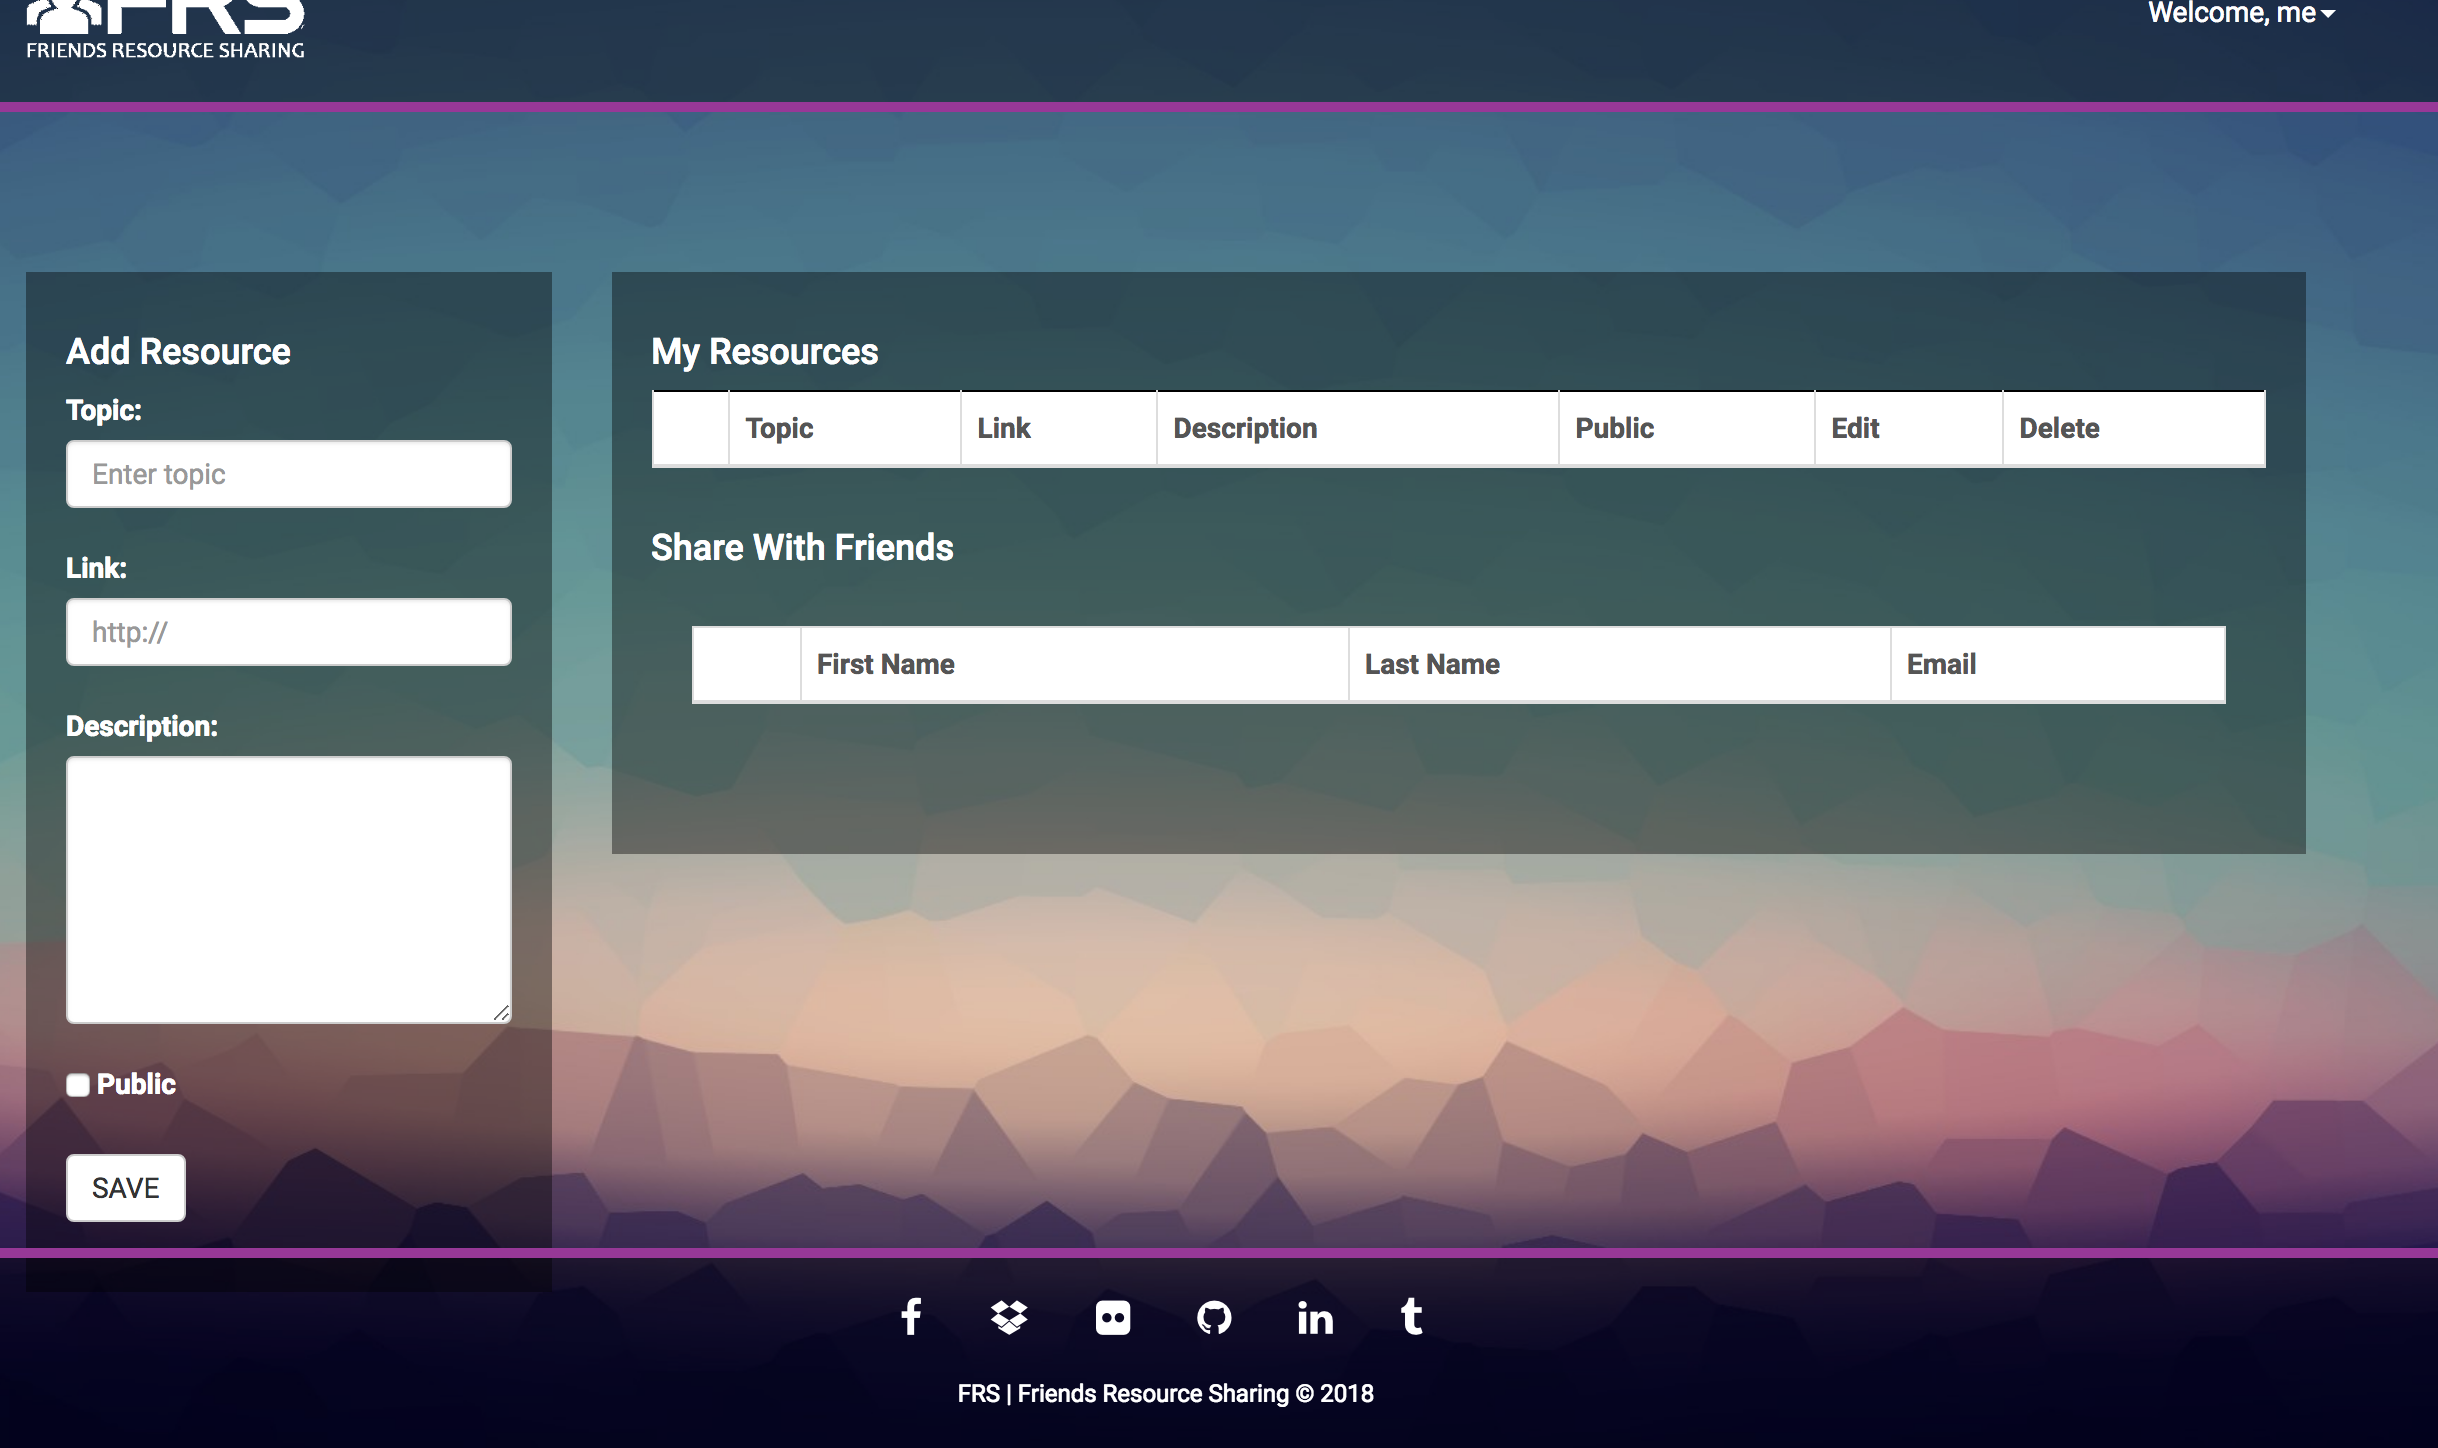 FRS
FRIENDS RESOURCE SHARING
Welcome, me
Add Resource
Topic:
Enter topic
Link:
http://
Description:
Public
SAVE
My Resources
Topic Link Description Public Edit Delete
Share With Friends
First Name Last Name Email
FRS | Friends Resource Sharing © 2018